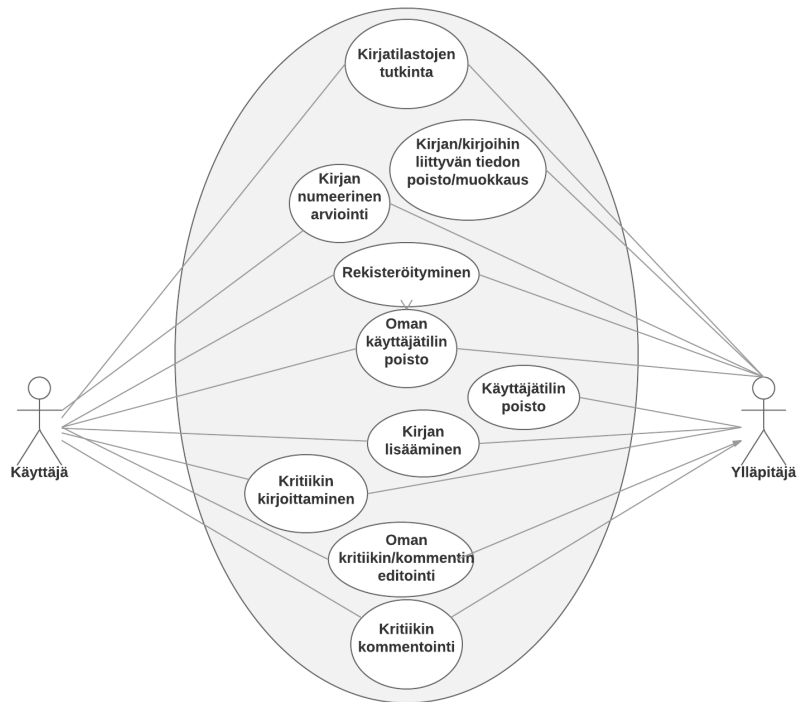 Kirjatilastojen
tutkinta
Kirjan/kirjoihin
liittyvän tiedon
poisto/muokkaus
Kirjan
numeerinen
arviointi
Rekisteröityminen
Oman
käyttäjätilin
poisto
Käyttäjätilin
poisto
Kirjan
lisääminen
Käyttäjä
Ylläpitäjä
Kritiikin
kirjoittaminen
Oman
kritiikin/kommentin
editointi
Kritiikin
kommentointi